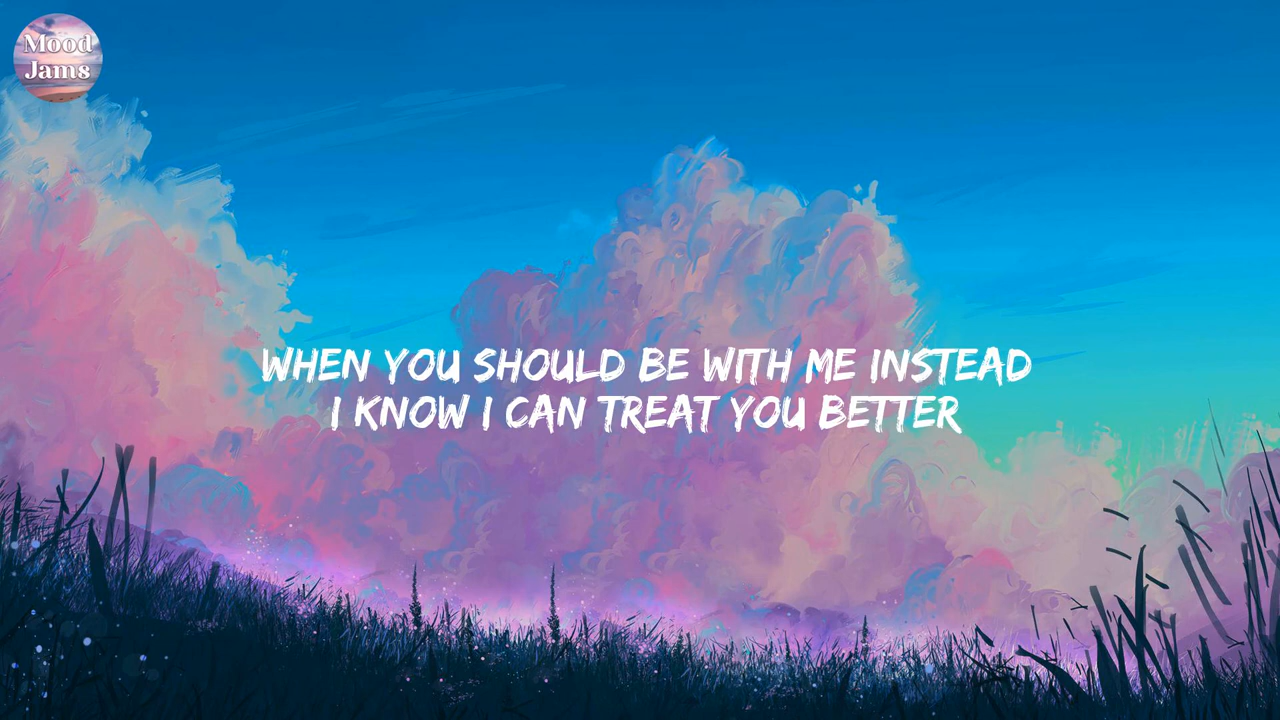 Mood
Jams
WHEN YOU SHOULD BE WITH ME INSTEAD
I KNOW I CAN TREAT YOU BETTER